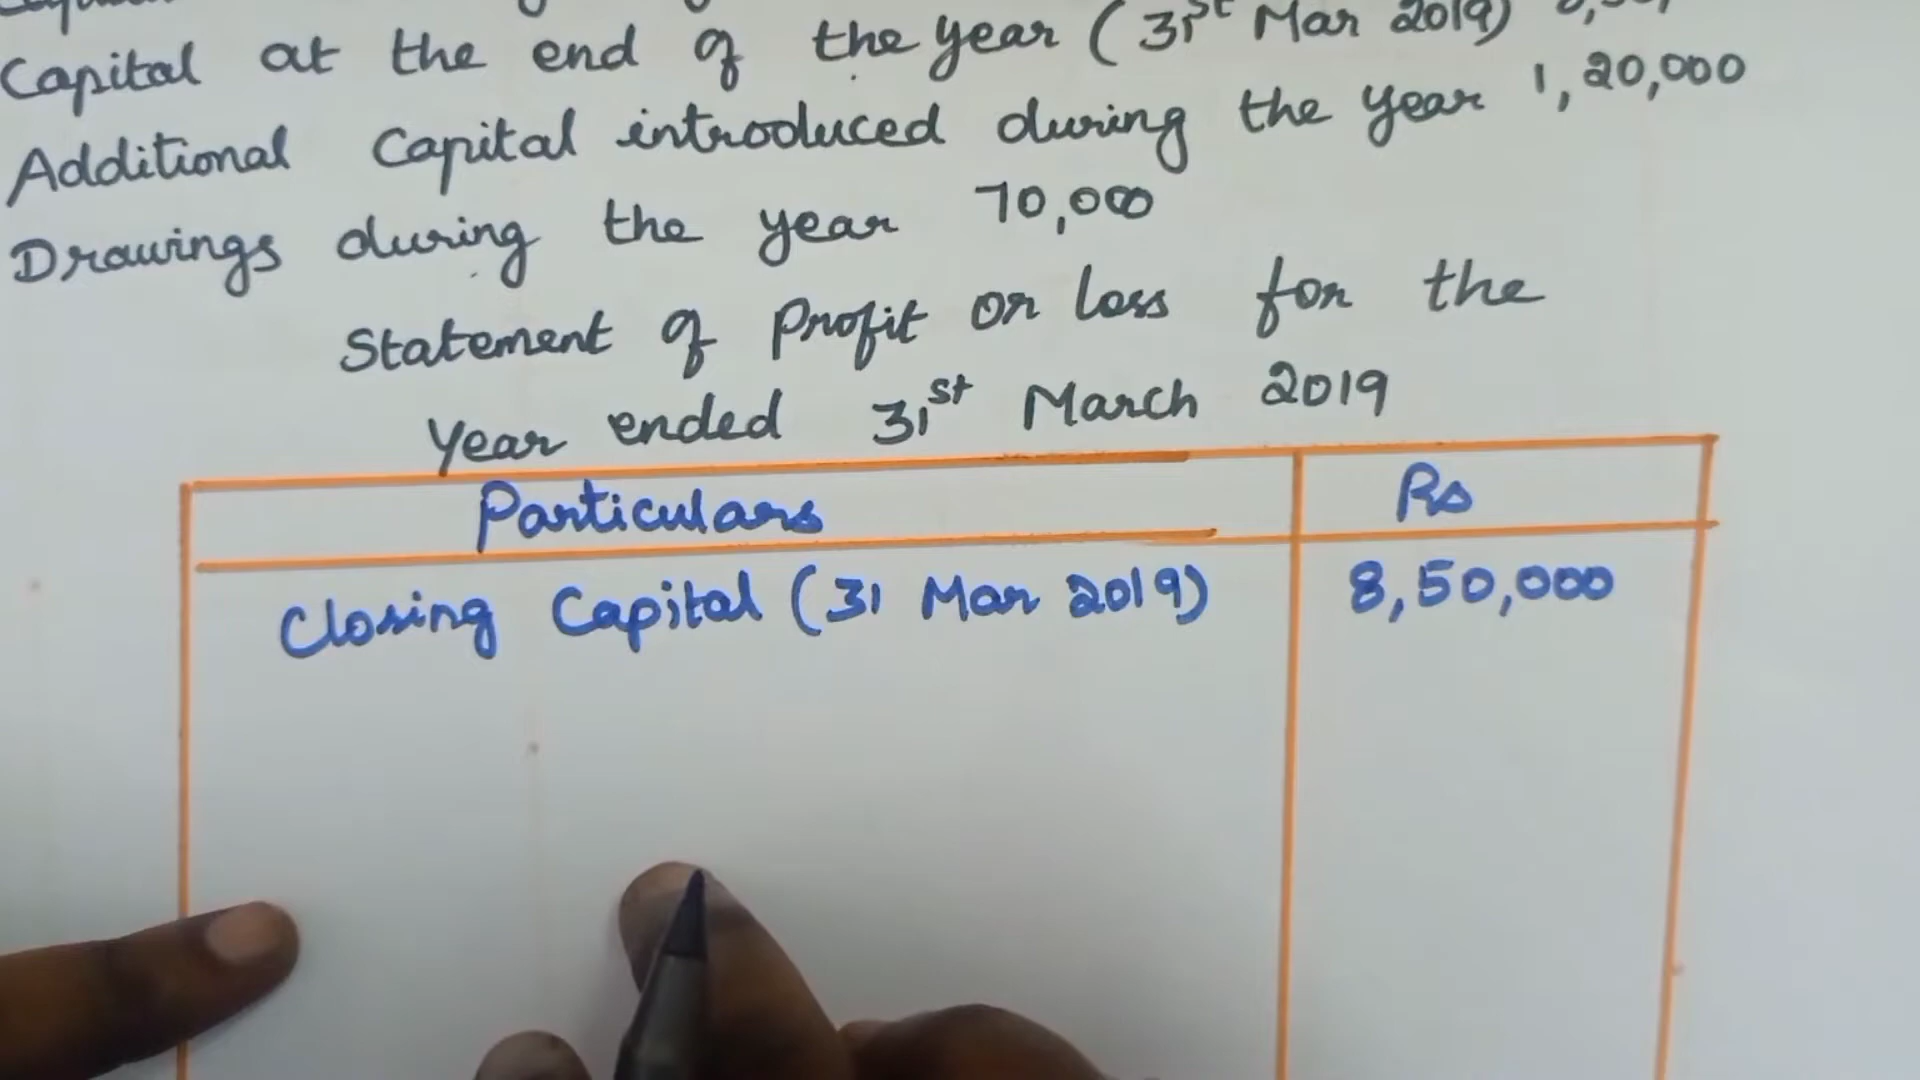 Capital at the end of the year (31st Mar 2019)
Additional Capital introduced during the year 1,20,000
Drawings during the year 70,000
Statement of Profit or loss for the
Year ended 31st March 2019
Particulars Rs
Closing Capital (31 Mar 2019) 8,50,000